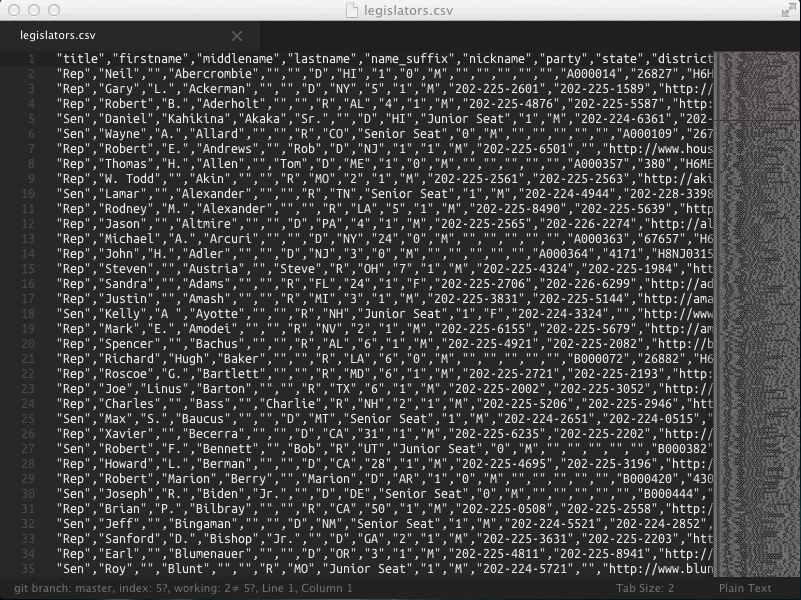 legislators.csv
legislators.csv
1 "title","firstname","middlename","lastname","name_suffix","nickname","party","state","district
2 "Rep","Neil","","Abercrombie","","","D","HI","1","0","M","","","","","","A000014","26827","H6H
3 "Rep","Gary","L.","Ackerman","","","D","NY","5","1","M","202-225-2601","202-225-1589","http://
4 "Rep","Robert","B.","Aderholt","","","R","AL","4","1","M","202-225-4876","202-225-5587","http:
5 "Sen","Daniel","Kahikina","Akaka","Sr.","","D","HI","Junior Seat","1","M","202-224-6361","202-
6 "Sen","Wayne","A.","Allard","","","R","CO","Senior Seat","0","M","","","","","","A000109","267
7 "Rep","Robert","E.","Andrews","","Rob","D","NJ","1","1","M","202-225-6501","","http://www.hous
8 "Rep","Thomas","H.","Allen","","Tom","D","ME","1","0","M","","","","","","A000357","380","H6ME
9 "Rep","W. Todd","","Akin","","","R","MO","2","1","M","202-225-2561","202-225-2563","http://aki
10 "Sen","Lamar","","Alexander","","","R","TN","Senior Seat","1","M","202-224-4944","202-228-3398
11 "Rep","Rodney","M.","Alexander","","","R","LA","5","1","M","202-225-8490","202-225-5639","http
12 "Rep","Jason","","Altmire","","","D","PA","4","1","M","202-225-2565","202-226-2274","http://al
13 "Rep","Michael","A.","Arcuri","","","D","NY","24","0","M","","","","","","A000363","67657","H6
14 "Rep","John","H.","Adler","","","D","NJ","3","0","M","","","","","","A000364","4171","H8NJ0315
15 "Rep","Steven","","Austria","","Steve","R","OH","7","1","M","202-225-4324","202-225-1984","htt
16 "Rep","Sandra","","Adams","","","R","FL","24","1","F","202-225-2706","202-226-6299","http://ad
17 "Rep","Justin","","Amash","","","R","MI","3","1","M","202-225-3831","202-225-5144","http://ama
18 "Sen","Kelly","A","Ayotte","","","R","NH","Junior Seat","1","F","202-224-3324","","http://www
19 "Rep","Mark","E.","Amodei","","","R","NV","2","1","M","202-225-6155","202-225-5679","http://am
20 "Rep","Spencer","","Bachus","","","R","AL","6","1","M","202-225-4921","202-225-2082","http://b
21 "Rep","Richard","Hugh","Baker","","","R","LA","6","0","M","","","","","","B000072","26882","H6
22 "Rep","Roscoe","G.","Bartlett","","","R","MD","6","1","M","202-225-2721","202-225-2193","http:
23 "Rep","Joe","Linus","Barton","","","R","TX","6","1","M","202-225-2002","202-225-3052","http://
24 "Rep","Charles","","Bass","","Charlie","R","NH","2","1","M","202-225-5206","202-225-2946","htt
25 "Sen","Max","S.","Baucus","","","D","MT","Senior Seat","1","M","202-224-2651","202-224-0515","
26 "Rep","Xavier","","Becerra","","","D","CA","31","1","M","202-225-6235","202-225-2202","http://
27 "Sen","Robert","F.","Bennett","","Bob","R","UT","Junior Seat","0","M","","","","","","B000382"
28 "Rep","Howard","L.","Berman","","","D","CA","28","1","M","202-225-4695","202-225-3196","http:/
29 "Rep","Robert","Marion","Berry","","Marion","D","AR","1","0","M","","","","","","B000420","430
30 "Sen","Joseph","R.","Biden","Jr.","","D","DE","Senior Seat","0","M","","","","","","B000444",
31 "Rep","Brian","P.","Bilbray","","","R","CA","50","1","M","202-225-0508","202-225-2558","http:/
32 "Sen","Jeff","","Bingaman","","","D","NM","Senior Seat","1","M","202-224-5521","202-224-2852",
33 "Rep","Sanford","D.","Bishop","Jr.","","D","GA","2","1","M","202-225-3631","202-225-2203","htt
34 "Rep","Earl","","Blumenauer","","","D","OR","3","1","M","202-225-4811","202-225-8941","http://
35 "Sen","Roy","","Blunt","","","R","MO","Junior Seat","1","M","202-224-5721","","http://www.blun
git branch: master, index: 5?, working: 2≠ 5?, Line 1, Column 1
Tab Size: 2
Plain Text